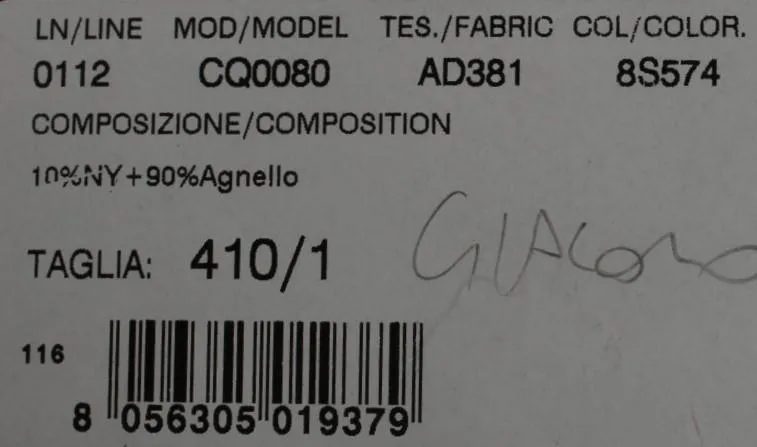 LN/LINE MOD/MODEL TES./FABRIC COL/COLOR.
0112 CQ0080 AD381 8S574
COMPOSIZIONE/COMPOSITION
10%NY+90%Agnello
TAGLIA: 410/1 GIACOMO
116
8 056305 019379